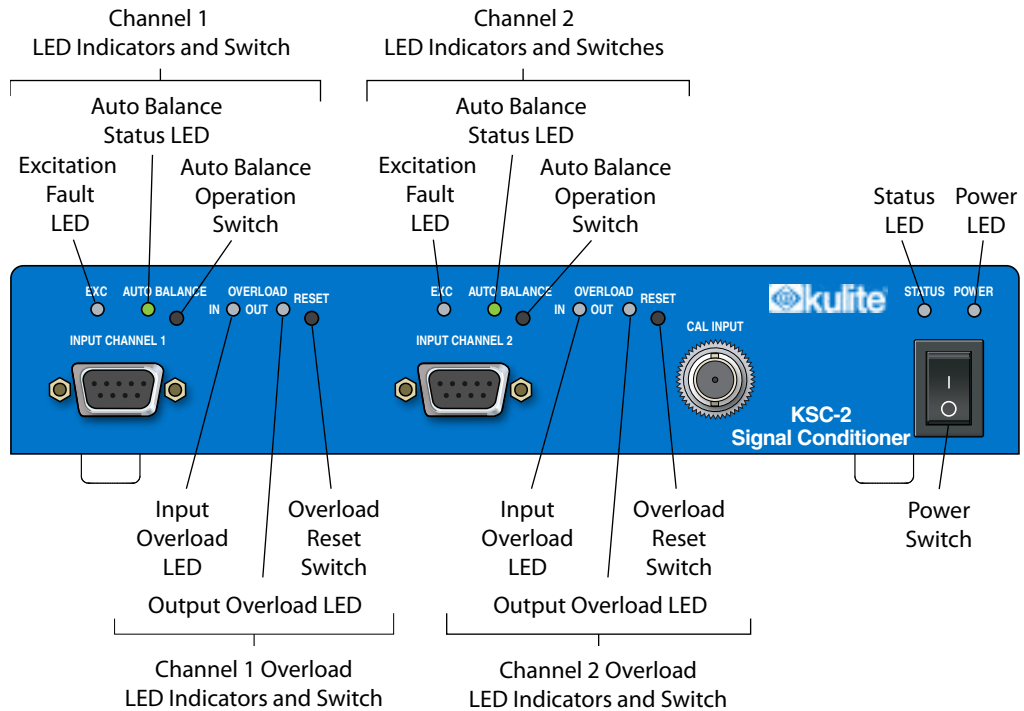 Channel 1
LED Indicators and Switch
Channel 2
LED Indicators and Switches
Auto Balance
Status LED
Auto Balance
Status LED
Excitation
Fault
LED
Auto Balance
Operation
Switch
Excitation
Fault
LED
Auto Balance
Operation
Switch
Status
LED
Power
LED
EXC
AUTO BALANCE
OVERLOAD
IN
OUT
RESET
INPUT CHANNEL 1
EXC
AUTO BALANCE
OVERLOAD
IN
OUT
RESET
INPUT CHANNEL 2
CAL INPUT
kulite
STATUS
POWER
KSC-2
Signal Conditioner
Input
Overload
LED
Overload
Reset
Switch
Input
Overload
LED
Overload
Reset
Switch
Power
Switch
Output Overload LED
Output Overload LED
Channel 1 Overload
LED Indicators and Switch
Channel 2 Overload
LED Indicators and Switch